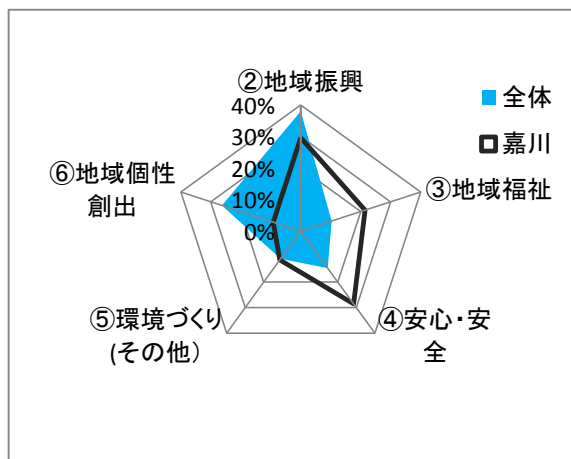 ②地域振興
40%
30%
20%
10%
0%
全体
嘉川
③地域福祉
④安心・安
全
⑤環境づくり
(その他）
⑥地域個性
創出